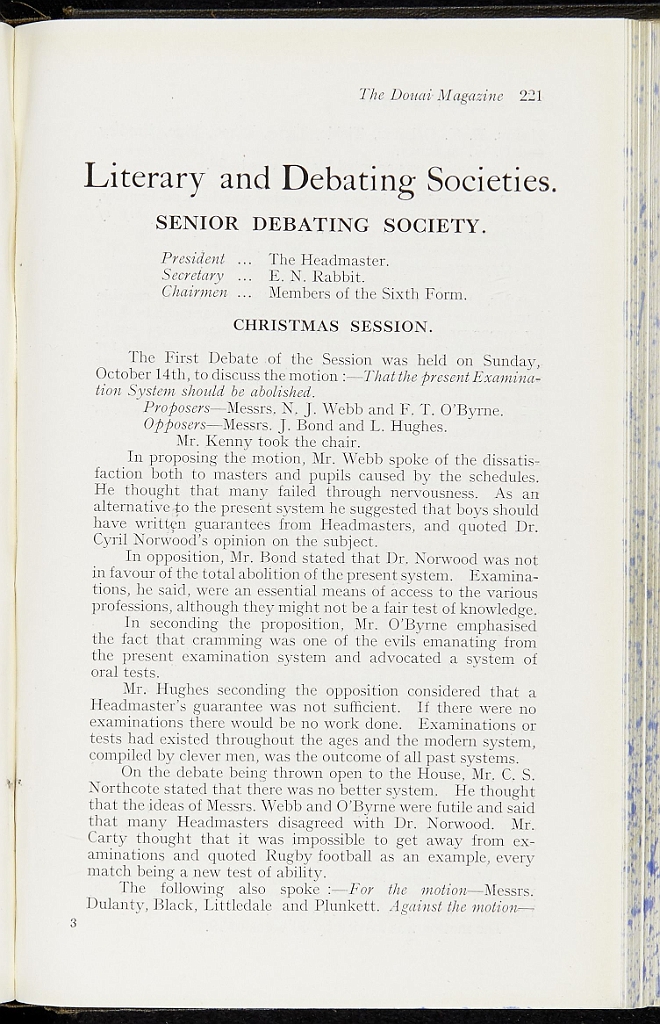 The Douai Magazine 221
Literary and Debating Societies.
SENIOR DEBATING SOCIETY.
President ... The Headmaster.
Secretary ... E. N. Rabbit.
Chairmen ... Members of the Sixth Form.
CHRISTMAS SESSION.
The First Debate of the Session was held on Sunday,
October 14th, to discuss the motion :—That the present Examina-
tion System should be abolished.
Proposers—Messrs. N. J. Webb and F. T. O'Byrne.
Opposers—Messrs. J. Bond and L. Hughes.
Mr. Kenny took the chair.
In proposing the motion, Mr. Webb spoke of the dissatis-
faction both to masters and pupils caused by the schedules.
He thought that many failed through nervousness. As an
alternative to the present system he suggested that boys should
have written guarantees from Headmasters, and quoted Dr.
Cyril Norwood's opinion on the subject.
In opposition, Mr. Bond stated that Dr. Norwood was not
in favour of the total abolition of the present system. Examina-
tions, he said, were an essential means of access to the various
professions, although they might not be a fair test of knowledge.
In seconding the proposition, Mr. O'Byrne emphasised
the fact that cramming was one of the evils emanating from
the present examination system and advocated a system of
oral tests.
Mr. Hughes seconding the opposition considered that a
Headmaster's guarantee was not sufficient. If there were no
examinations there would be no work done. Examinations or
tests had existed throughout the ages and the modern system,
compiled by clever men, was the outcome of all past systems.
On the debate being thrown open to the House, Mr. C. S.
Northcote stated that there was no better system. He thought
that the ideas of Messrs. Webb and O'Byrne were futile and said
that many Headmasters disagreed with Dr. Norwood. Mr.
Carty thought that it was impossible to get away from ex-
aminations and quoted Rugby football as an example, every
match being a new test of ability.
The following also spoke :—For the motion—Messrs.
Dulanty, Black, Littledale and Plunkett. Against the motion—
3